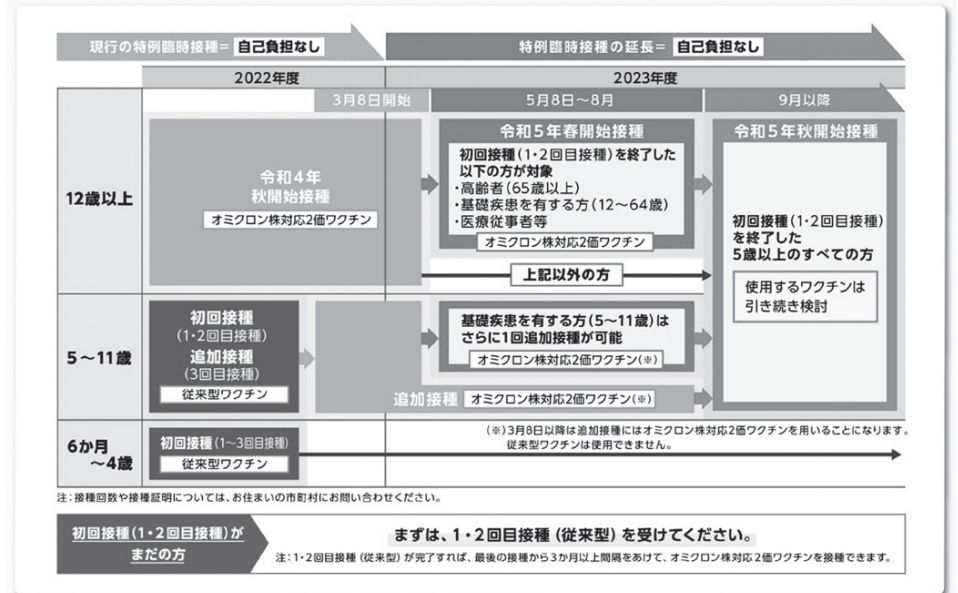 現行の特例臨時接種= 自己負担なし
特例臨時接種の延長= 自己負担なし
2022年度
2023年度
3月8日開始
5月8日～8月
9月以降
12歳以上
令和4年
秋開始接種
オミクロン株対応2価ワクチン
令和5年春開始接種
初回接種(1・2回目接種)を終了した
以下の方が対象
・高齢者(65歳以上)
・基礎疾患を有する方(12～64歳)
・医療従事者等
オミクロン株対応2価ワクチン
上記以外の方
令和5年秋開始接種
初回接種(1・2回目接種)
を終了した
5歳以上のすべての方
使用するワクチンは
引き続き検討
5～11歳
初回接種
(1・2回目接種)
追加接種
(3回目接種)
従来型ワクチン
基礎疾患を有する方(5～11歳)は
さらに1回追加接種が可能
オミクロン株対応2価ワクチン(※)
追加接種 オミクロン株対応2価ワクチン(※)
6か月
～4歳
初回接種(1～3回目接種)
従来型ワクチン
(※)3月8日以降は追加接種にはオミクロン株対応2価ワクチンを用いることになります。
従来型ワクチンは使用できません。
注:接種回数や接種証明については、お住まいの市町村にお問い合わせください。
初回接種(1・2回目接種)が
まだの方
まずは、1・2回目接種(従来型)を受けてください。
注:1・2回目接種(従来型)が完了すれば、最後の接種から3か月以上間隔をあけて、オミクロン株対応2価ワクチンを接種できます。